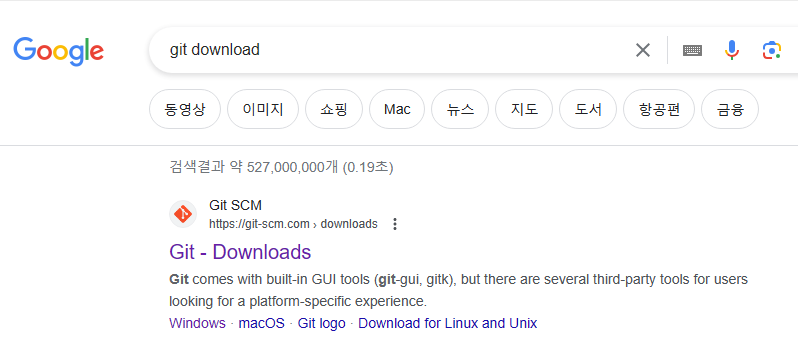 Google
git download
동영상 이미지 쇼핑 Mac 뉴스 지도 도서 항공편 금융
검색결과 약 527,000,000개 (0.19초)
Git SCM
https://git-scm.com › downloads
Git - Downloads
Git comes with built-in GUI tools (git-gui, gitk), but there are several third-party tools for users
looking for a platform-specific experience.
Windows · macOS · Git logo · Download for Linux and Unix